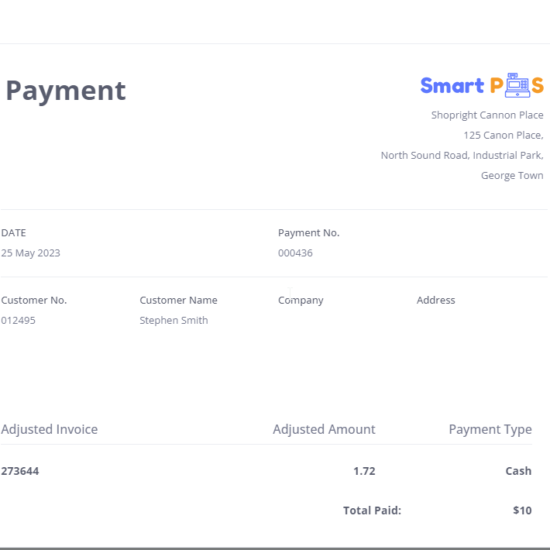 Payment
Smart POS
Shopright Cannon Place
125 Canon Place,
North Sound Road, Industrial Park,
George Town
DATE Payment No.
25 May 2023 000436
Customer No. Customer Name Company Address
012495 Stephen Smith
Adjusted Invoice Adjusted Amount Payment Type
273644 1.72 Cash
Total Paid: $10